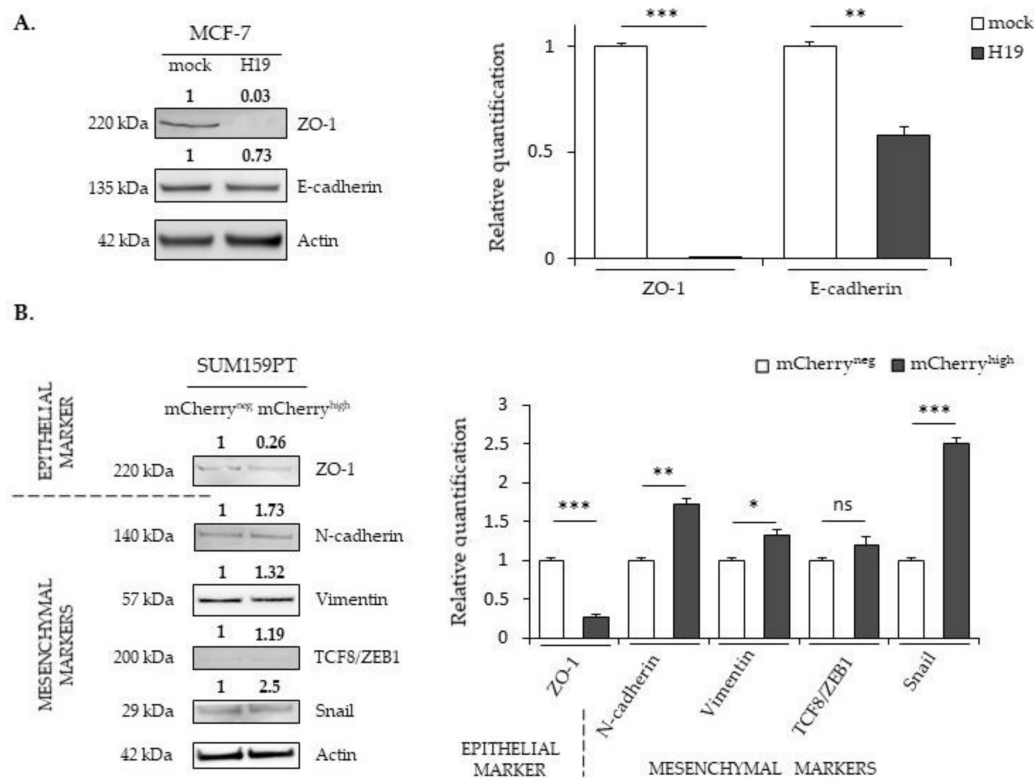 A.
MCF-7
mock H19
1 0.03
220 kDa ZO-1
1 0.73
135 kDa E-cadherin
42 kDa Actin
***
**
mock
H19
Relative quantification
1
0.5
0
ZO-1 E-cadherin
B.
SUM159PT
mCherryneg mCherryhigh
EPITHELIAL
MARKER
1 0.26
220 kDa ZO-1
MESENCHYMAL
MARKERS
1 1.73
140 kDa N-cadherin
1 1.32
57 kDa Vimentin
1 1.19
200 kDa TCF8/ZEB1
1 2.5
29 kDa Snail
42 kDa Actin
mCherryneg mCherryhigh
Relative quantification
3
2.5
2
1.5
1
0.5
0
***
**
*
ns
***
ZO-1
N-cadherin
Vimentin
TCF8/ZEB1
Snail
EPITHELIAL
MARKER
MESENCHYMAL MARKERS